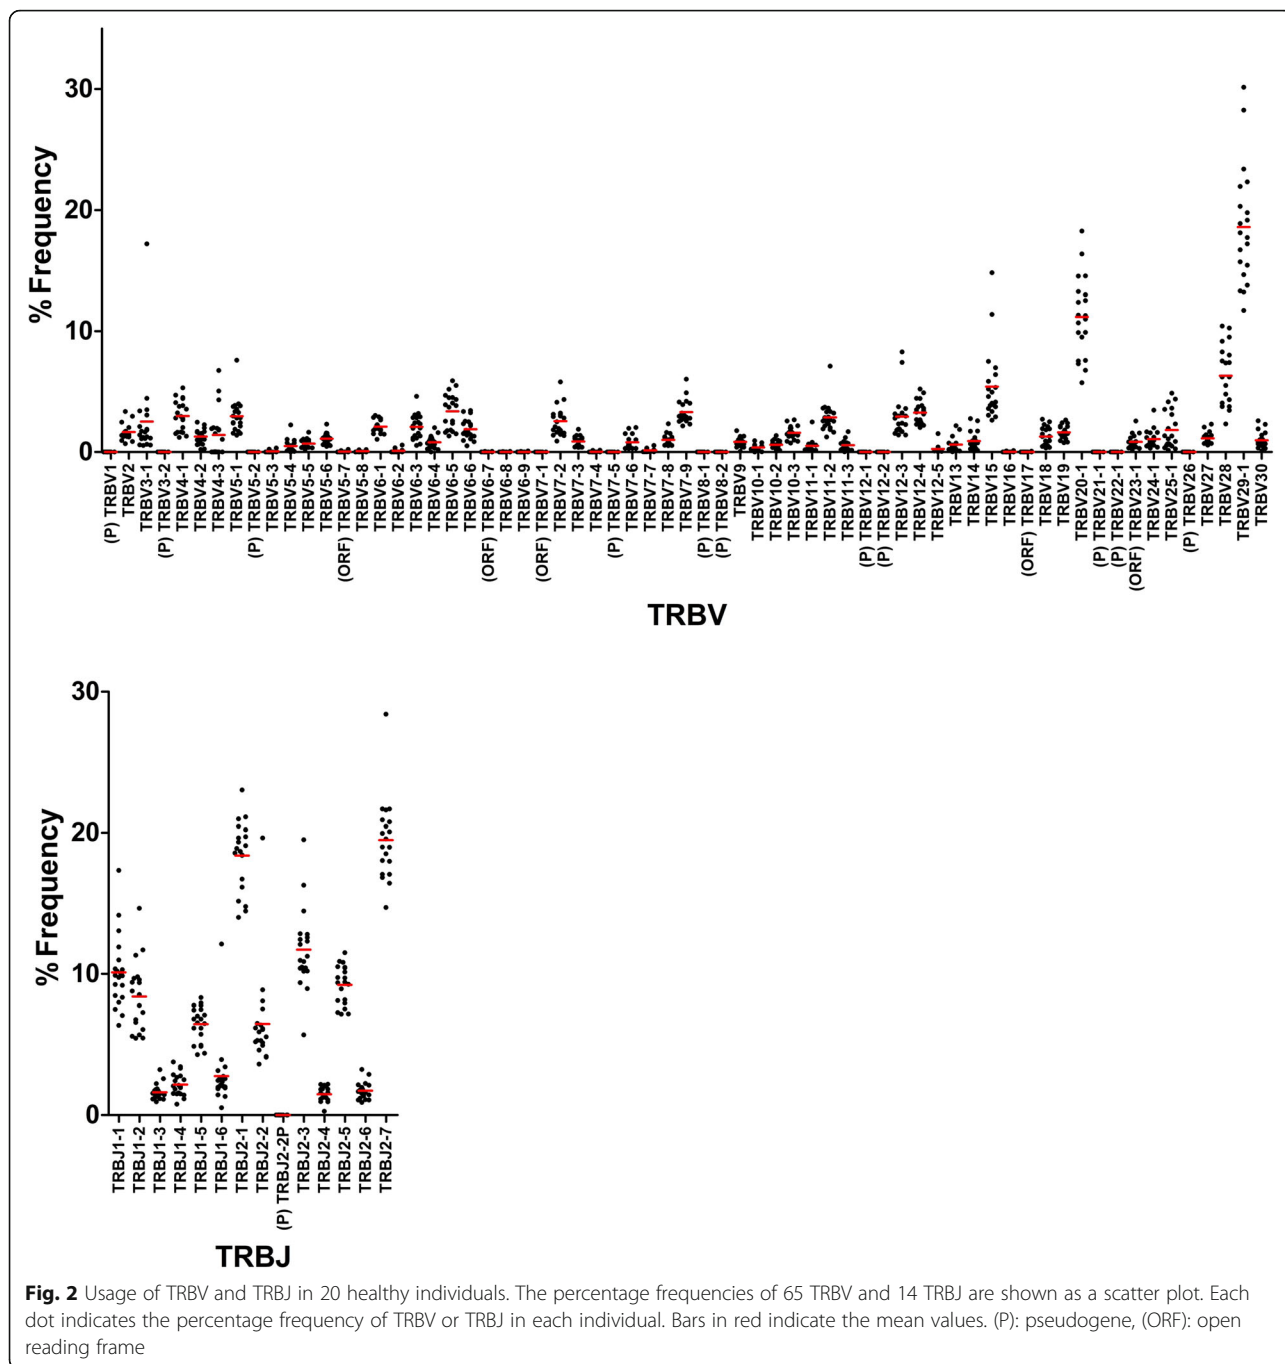 30
20
10
0
% Frequency
(P) TRBV1
TRBV2
TRBV3-1
(P) TRBV3-2
TRBV4-1
TRBV4-2
TRBV4-3
TRBV5-1
(P) TRBV5-2
TRBV5-3
TRBV5-4
TRBV5-5
TRBV5-6
(ORF) TRBV5-7
TRBV5-8
TRBV6-1
TRBV6-2
TRBV6-3
TRBV6-4
TRBV6-5
TRBV6-6
(ORF) TRBV6-7
TRBV6-8
TRBV6-9
(ORF) TRBV7-1
TRBV7-2
TRBV7-3
TRBV7-4
(P) TRBV7-5
TRBV7-6
TRBV7-7
TRBV7-8
TRBV7-9
(P) TRBV8-1
(P) TRBV8-2
TRBV9
TRBV10-1
TRBV10-2
TRBV10-3
TRBV11-1
TRBV11-2
TRBV11-3
(P) TRBV12-1
(P) TRBV12-2
TRBV12-3
TRBV12-4
TRBV12-5
TRBV13
TRBV14
TRBV15
TRBV16
(ORF) TRBV17
TRBV18
TRBV19
TRBV20-1
(P) TRBV21-1
(P) TRBV22-1
(ORF) TRBV23-1
TRBV24-1
TRBV25-1
(P) TRBV26
TRBV27
TRBV28
TRBV29-1
TRBV30
TRBV
30
20
10
0
% Frequency
TRBJ1-1
TRBJ1-2
TRBJ1-3
TRBJ1-4
TRBJ1-5
TRBJ1-6
TRBJ2-1
TRBJ2-2
(P) TRBJ2-2P
TRBJ2-3
TRBJ2-4
TRBJ2-5
TRBJ2-6
TRBJ2-7
TRBJ
Fig. 2 Usage of TRBV and TRBJ in 20 healthy individuals. The percentage frequencies of 65 TRBV and 14 TRBJ are shown as a scatter plot. Each
dot indicates the percentage frequency of TRBV or TRBJ in each individual. Bars in red indicate the mean values. (P): pseudogene, (ORF): open
reading frame